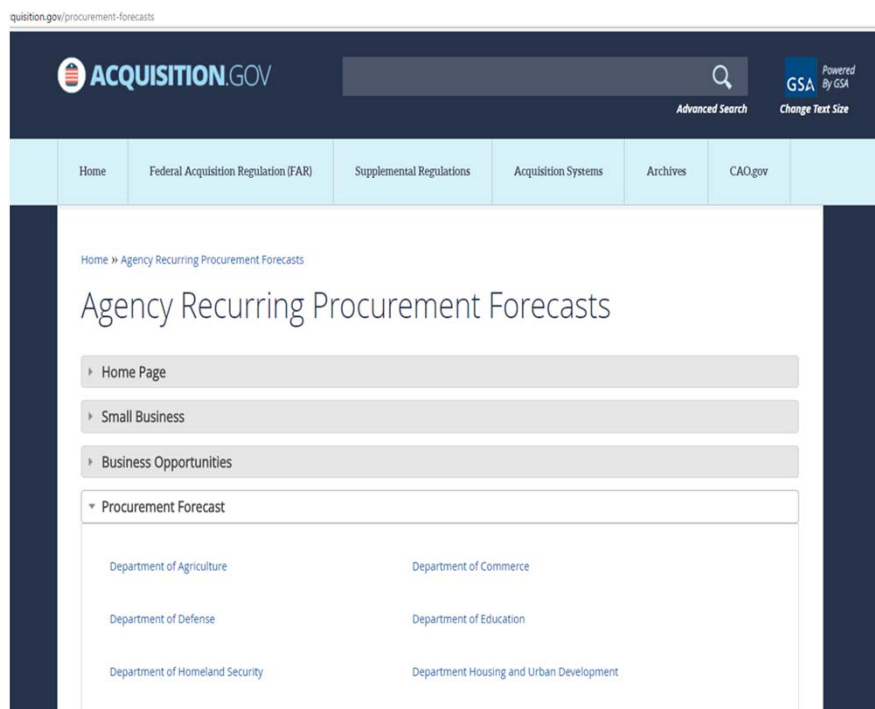 quisition.gov/procurement-forecasts
ACQUISITION.GOV
GSA
Powered
By GSA
Advanced Search
Change Text Size
Home
Federal Acquisition Regulation (FAR)
Supplemental Regulations
Acquisition Systems
Archives
CAO.gov
Home » Agency Recurring Procurement Forecasts
Agency Recurring Procurement Forecasts
Home Page
Small Business
Business Opportunities
Procurement Forecast
Department of Agriculture
Department of Commerce
Department of Defense
Department of Education
Department of Homeland Security
Department Housing and Urban Development